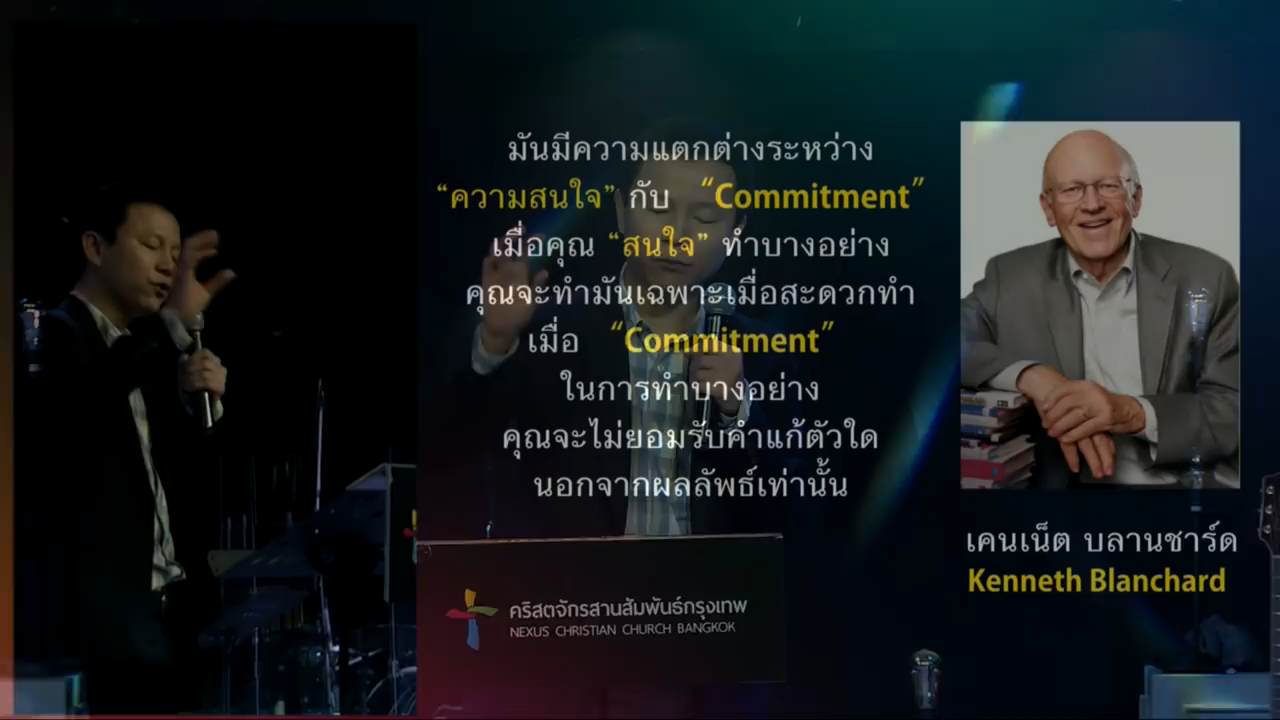 มันมีความแตกต่างระหว่าง
“ความสนใจ” กับ “Commitment”
เมื่อคุณ “สนใจ” ทำบางอย่าง
คุณจะทำมันเฉพาะเมื่อสะดวกทำ
เมื่อ “Commitment”
ในการทำบางอย่าง
คุณจะไม่ยอมรับคำแก้ตัวใด
นอกจากผลลัพธ์เท่านั้น
เคนเน็ต บลานชาร์ด
Kenneth Blanchard
คริสตจักรสานสัมพันธ์กรุงเทพ
NEXUS CHRISTIAN CHURCH BANGKOK